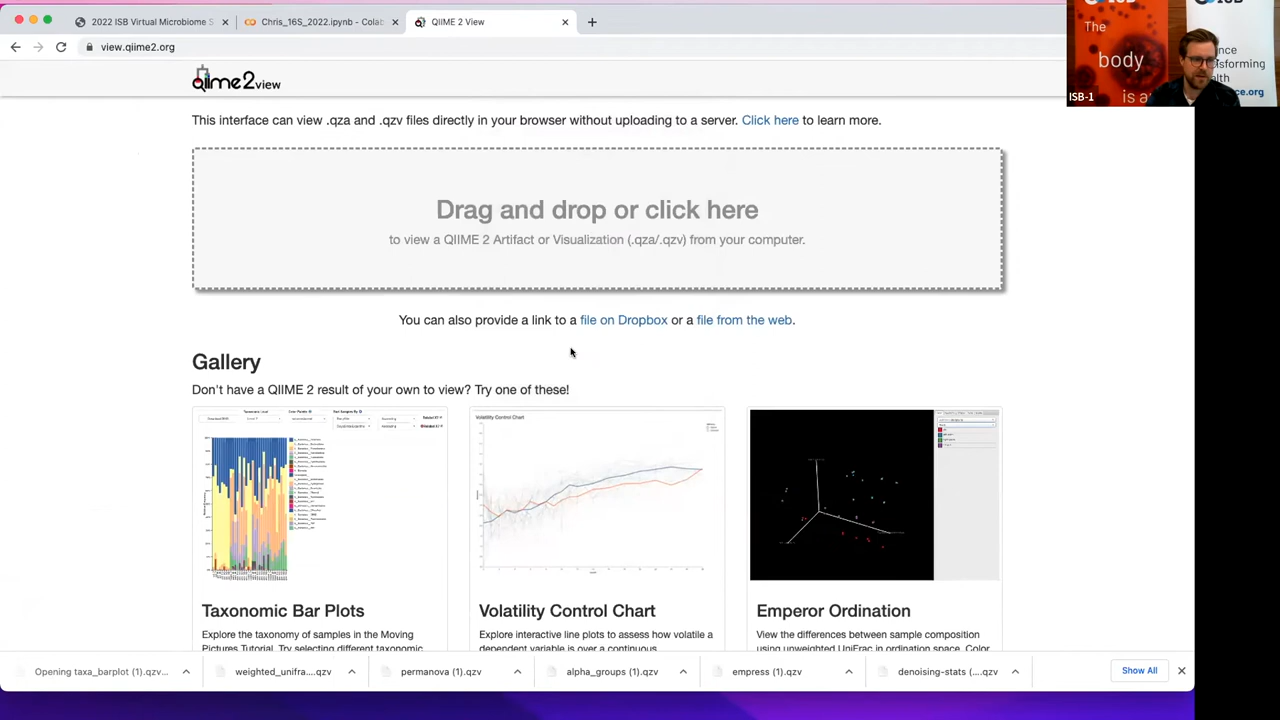 2022 ISB Virtual Microbiome S
Chris_16S_2022.ipynb - Colab
QIIME 2 View
view.qiime2.org
The
body
is a
ISB-1
ISB
nce
nsforming
alth
ce.org
qiime2view
This interface can view .qza and .qzv files directly in your browser without uploading to a server. Click here to learn more.
Drag and drop or click here
to view a QIIME 2 Artifact or Visualization (.qza/.qzv) from your computer.
You can also provide a link to a file on Dropbox or a file from the web.
Gallery
Don't have a QIIME 2 result of your own to view? Try one of these!
Volatility Control Chart
Taxonomic Bar Plots
Explore the taxonomy of samples in the Moving
Pictures Tutorial. Try selecting different taxonomic
Volatility Control Chart
Explore interactive line plots to assess how volatile a
dependent variable is over a continuous
Emperor Ordination
View the differences between sample composition
using unweighted UniFrac in ordination space. Color
Opening taxa_barplot (1).qzv...
weighted_unifra....qzv
permanova (1).qzv
alpha_groups (1).qzv
empress (1).qzv
denoising-stats (....qzv
Show All